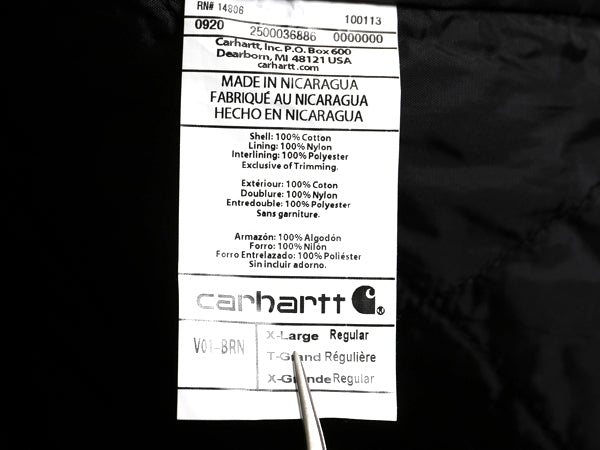 RN# 14806 100113
0920 2500036886 0000000
Carhartt, Inc. P.O. Box 600
Dearborn, MI 48121 USA
carhartt.com
MADE IN NICARAGUA
FABRIQUÉ AU NICARAGUA
HECHO EN NICARAGUA
Shell: 100% Cotton
Lining: 100% Nylon
Interlining: 100% Polyester
Exclusive of Trimming.
Extériour: 100% Coton
Doublure: 100% Nylon
Entredouble: 100% Polyester
Sans garniture.
Armazón: 100% Algodón
Forro: 100% Nilón
Forro Entrelazado: 100% Poliéster
Sin incluir adorno.
carhartt
V01-BRN
X-Large Regular
T-Grand Régulière
X-Grande Regular